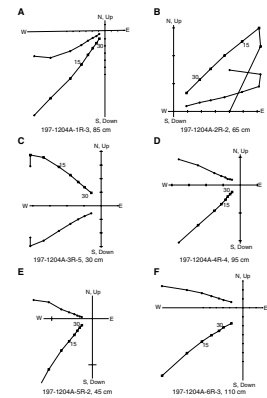 A
N, Up
W
E
30
15
S, Down
197-1204A-1R-3, 85 cm
B
N, Up
15
30
W
E
S, Down
197-1204A-2R-2, 65 cm
C
N, Up
15
30
W
E
S, Down
197-1204A-3R-5, 30 cm
D
N, Up
W
E
30
15
S, Down
197-1204A-4R-4, 95 cm
E
N, Up
W
E
30
15
S, Down
197-1204A-5R-2, 45 cm
F
N, Up
W
E
30
15
S, Down
197-1204A-6R-3, 110 cm